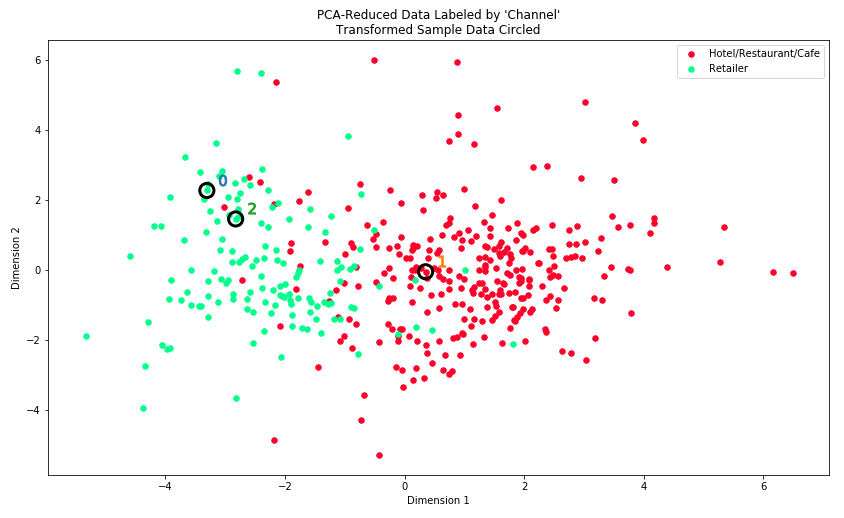 PCA-Reduced Data Labeled by 'Channel'
Transformed Sample Data Circled
Hotel/Restaurant/Cafe
Retailer
6
4
2
0
−2
−4
0
2
1
Dimension 2
−4
−2
0
2
4
6
Dimension 1